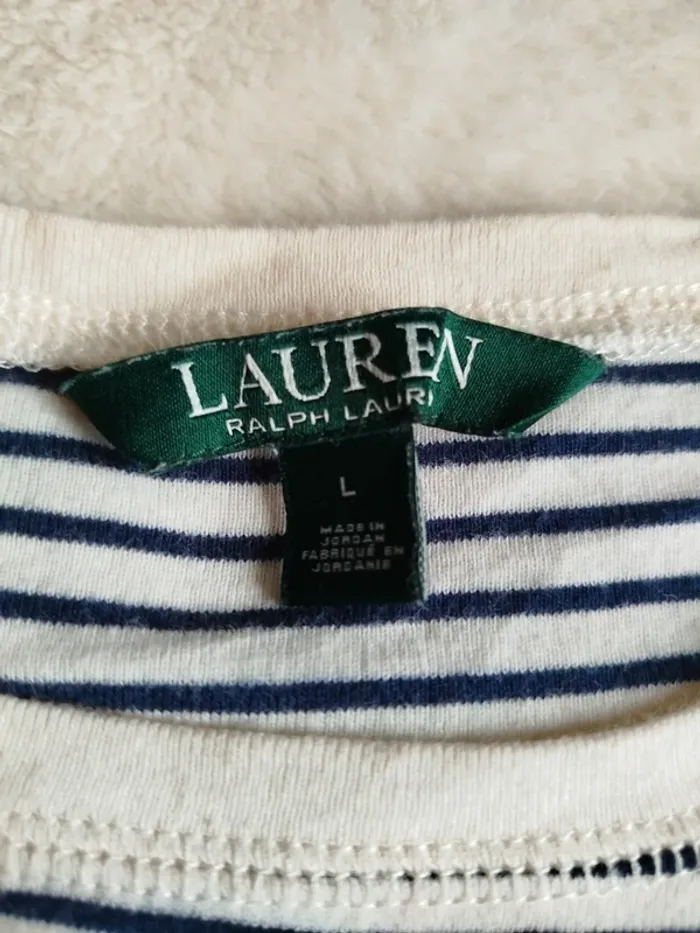 LAUREN
RALPH LAUR
L
MADE IN
JORDAN
FABRIQUÉ EN
JORDANIE